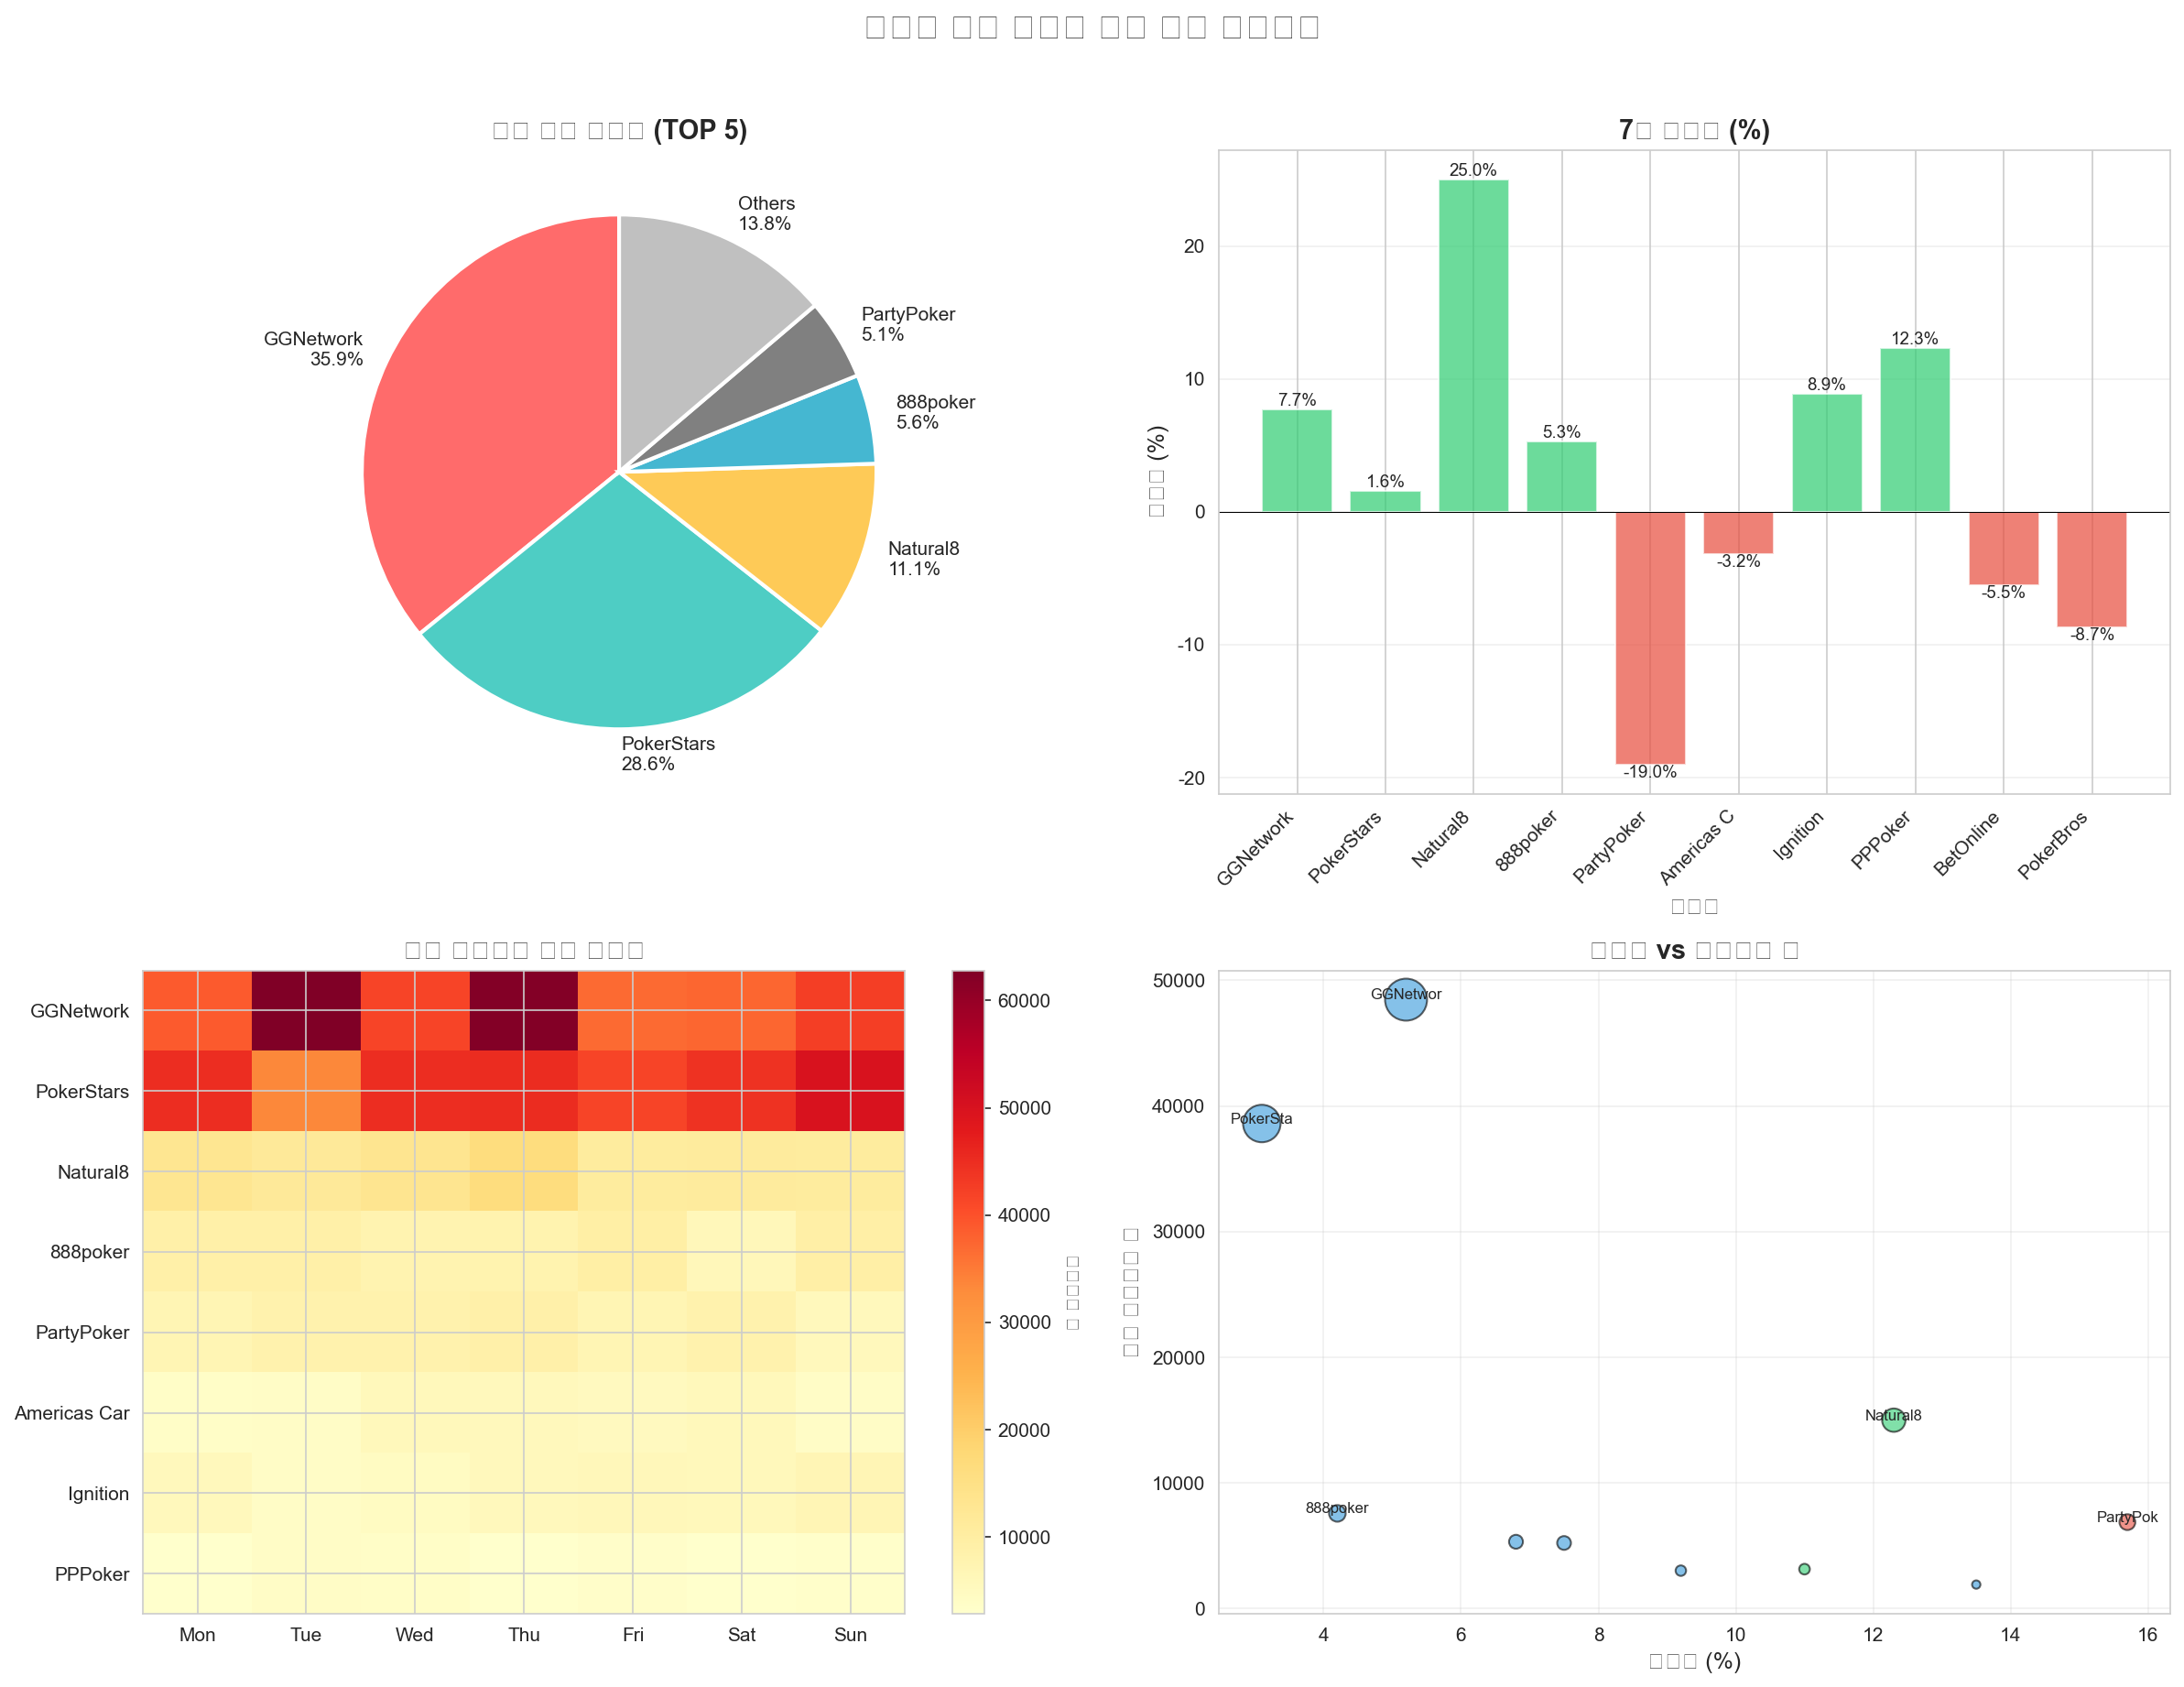 (TOP 5)
Others
13.8%
PartyPoker
5.1%
GGNetwork
35.9%
888poker
5.6%
Natural8
11.1%
PokerStars
28.6%
7 (%)
(%)
20
10
0
-10
-20
7.7%
1.6%
25.0%
5.3%
-19.0%
-3.2%
8.9%
12.3%
-5.5%
-8.7%
GGNetwork
PokerStars
Natural8
888poker
PartyPoker
Americas C
Ignition
PPPoker
BetOnline
PokerBros
GGNetwork
PokerStars
Natural8
888poker
PartyPoker
Americas Car
Ignition
PPPoker
Mon Tue Wed Thu Fri Sat Sun
60000
50000
40000
30000
20000
10000
vs
50000
40000
30000
20000
10000
0
GGNetwor
PokerSta
Natural8
888poker
PartyPok
4 6 8 10 12 14 16
(%)